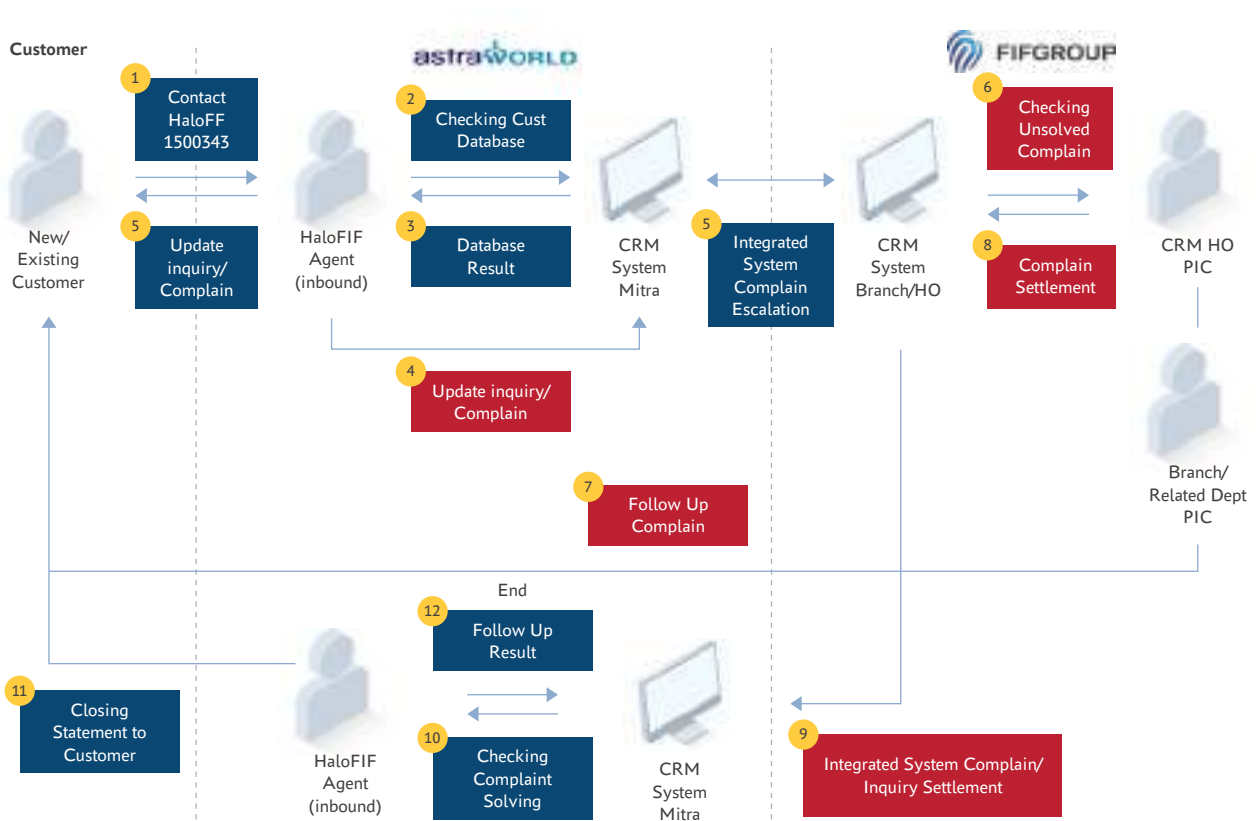 Customer
astraworld
FIFGROUP
1
Contact
HaloFF
1500343
2
Checking Cust
Database
6
Checking
Unsolved
Complain
New/
Existing
Customer
5
Update
inquiry/
Complain
HaloFIF
Agent
(inbound)
3
Database
Result
CRM
System
Mitra
5
Integrated
System
Complain
Escalation
CRM
System
Branch/HO
8
Complain
Settlement
CRM HO
PIC
4
Update inquiry/
Complain
Branch/
Related Dept
PIC
7
Follow Up
Complain
End
12
Follow Up
Result
11
Closing
Statement to
Customer
HaloFIF
Agent
(inbound)
10
Checking
Complaint
Solving
CRM
System
Mitra
9
Integrated System Complain/
Inquiry Settlement